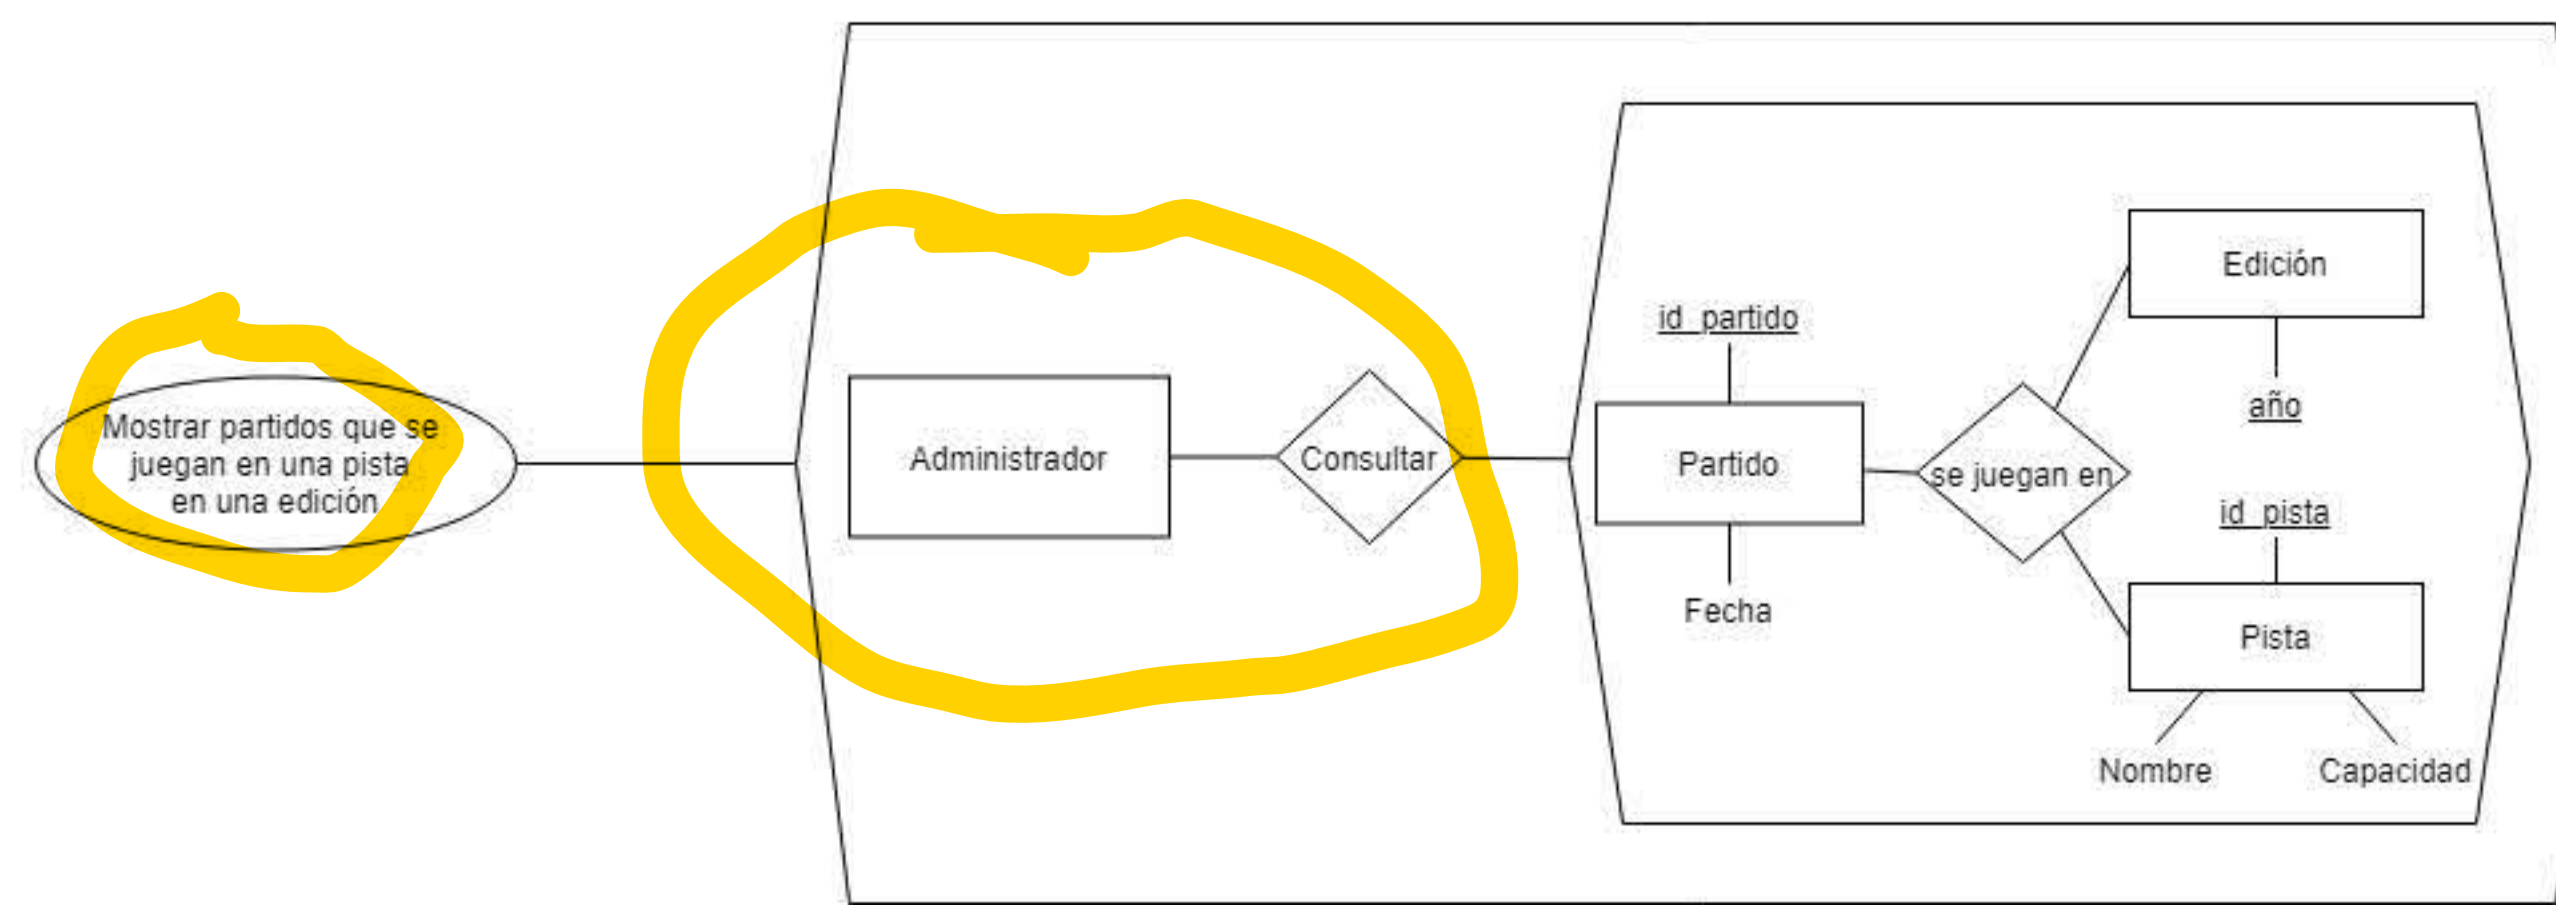 Mostrar partidos que se
juegan en una pista
en una edición
Administrador
Consultar
id_partido
Partido
Fecha
se juegan en
Edición
año
id_pista
Pista
Nombre
Capacidad